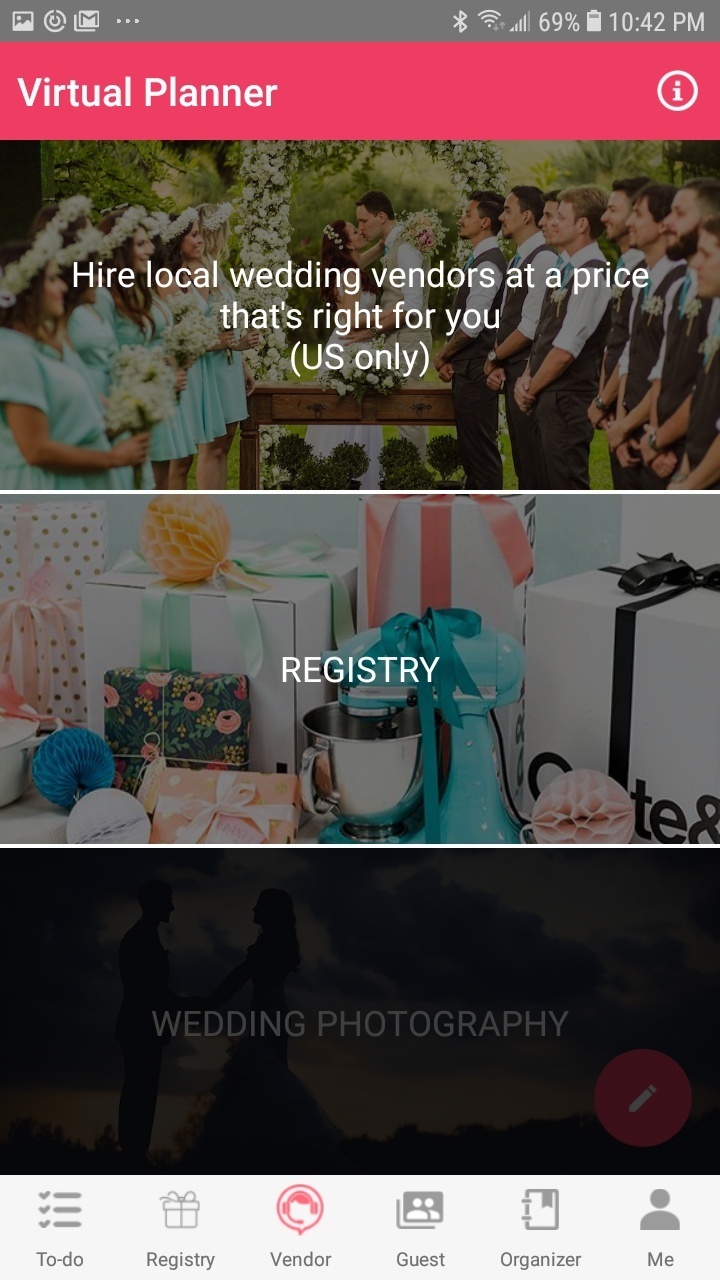 69% 10:42 PM
Virtual Planner
Hire local wedding vendors at a price
that's right for you
(US only)
REGISTRY
te&
WEDDING PHOTOGRAPHY
To-do Registry Vendor Guest Organizer Me